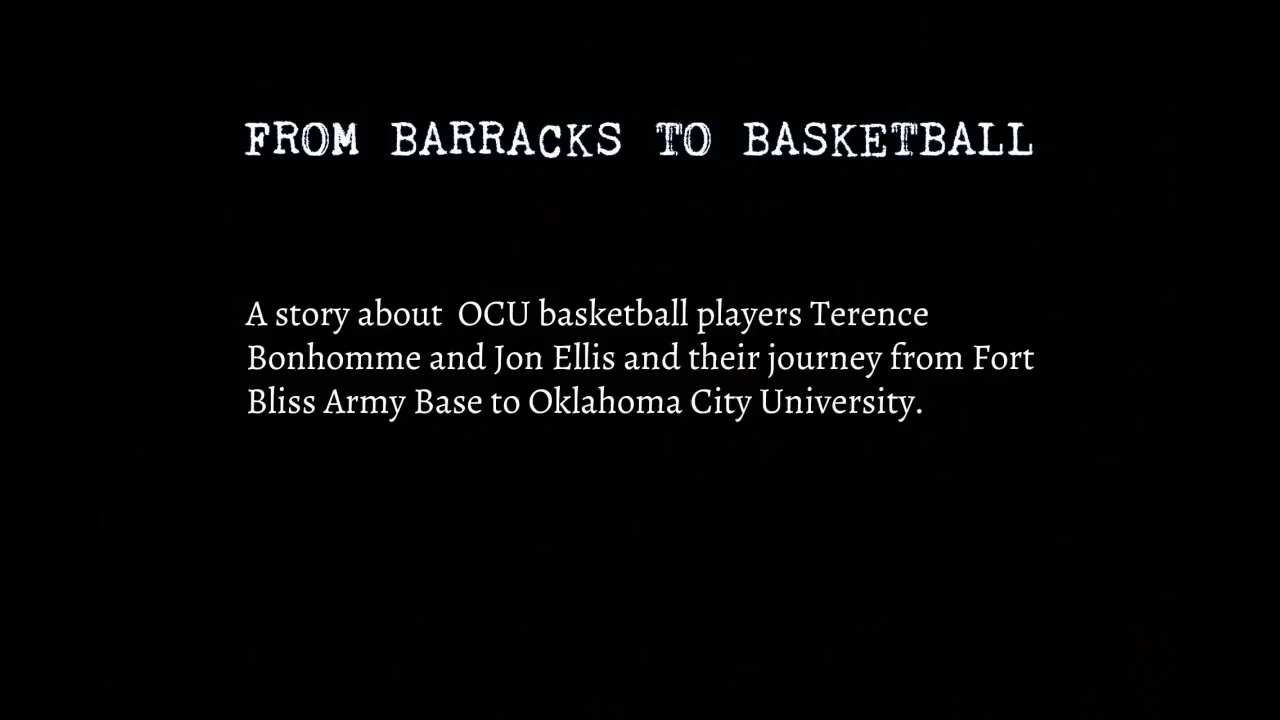 FROM BARRACKS TO BASKETBALL
A story about  OCU basketball players Terence
Bonhomme and Jon Ellis and their journey from Fort
Bliss Army Base to Oklahoma City University.